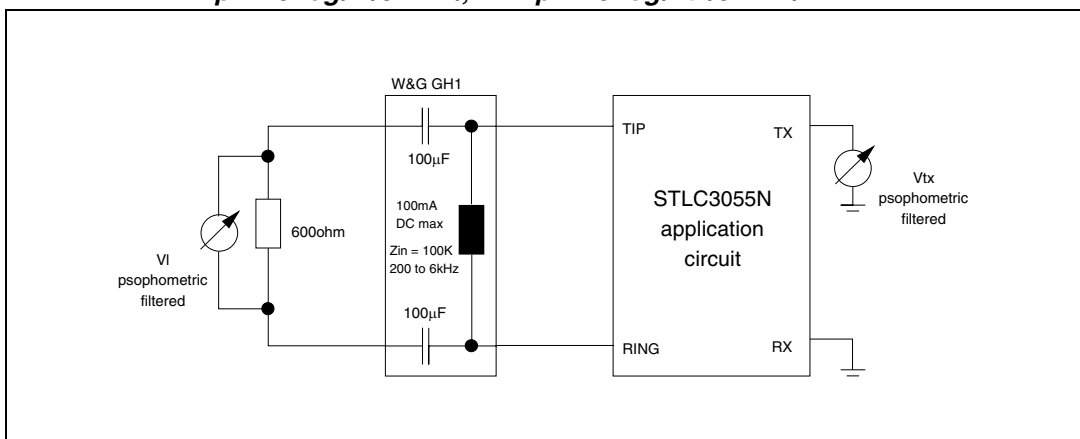 W&G GH1
TIP
100µF
100mA
DC max
Zin = 100K
200 to 6kHz
100µF
RING
600ohm
Vl
psophometric
filtered
STLC3055N
application
circuit
TX
RX
Vtx
psophometric
filtered